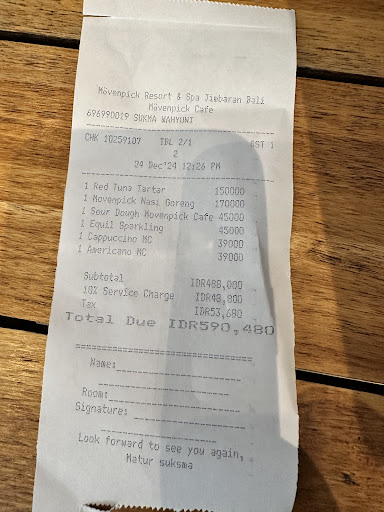 Mövenpick Resort & Spa Jimbaran Bali
Mövenpick Cafe
696990019 SUKMA WAHYUNI
CHK 10259107 TBL 2/1 GST 1
2
24 Dec'24 12:26 PM
1 Red Tuna Tartar 150000
1 Movenpick Nasi Goreng 170000
1 Sour Dough Movenpick Cafe 45000
1 Equil Sparkling 45000
1 Cappuccino MC 39000
1 Americano MC 39000
Subtotal IDR488,000
10% Service Charge IDR48,800
Tax IDR53,680
Total Due IDR590,480
Name:
Room:
Signature:
Look forward to see you again,
Matur suksma